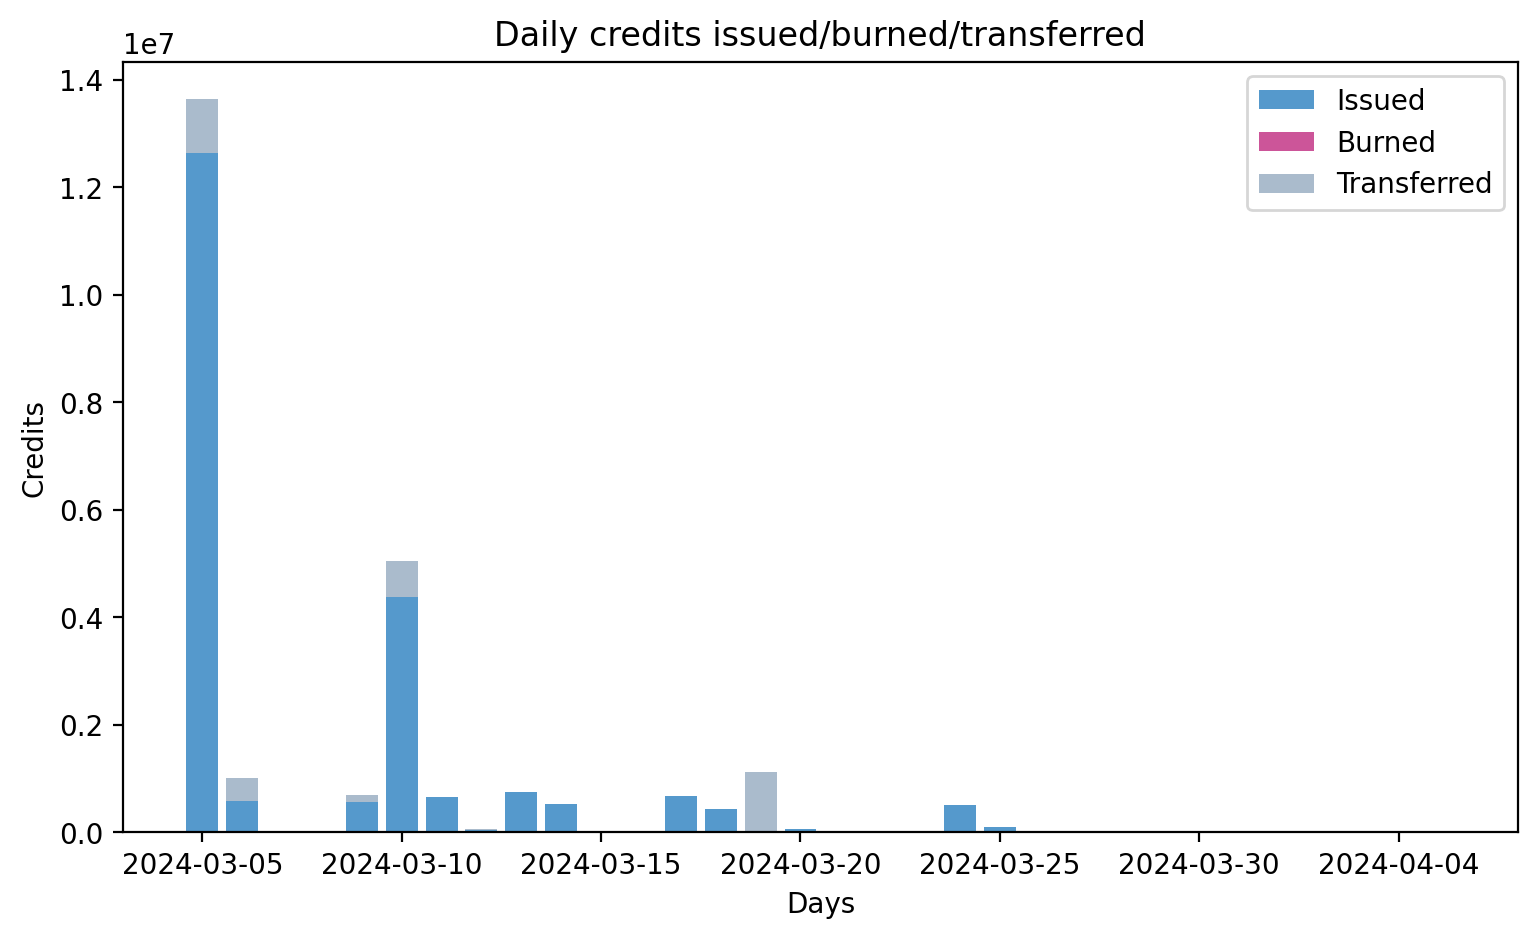 Daily credits issued/burned/transferred
1e7
1.4
1.2
1.0
0.8
0.6
0.4
0.2
0.0
Credits
Issued
Burned
Transferred
2024-03-05 2024-03-10 2024-03-15 2024-03-20 2024-03-25 2024-03-30 2024-04-04
Days